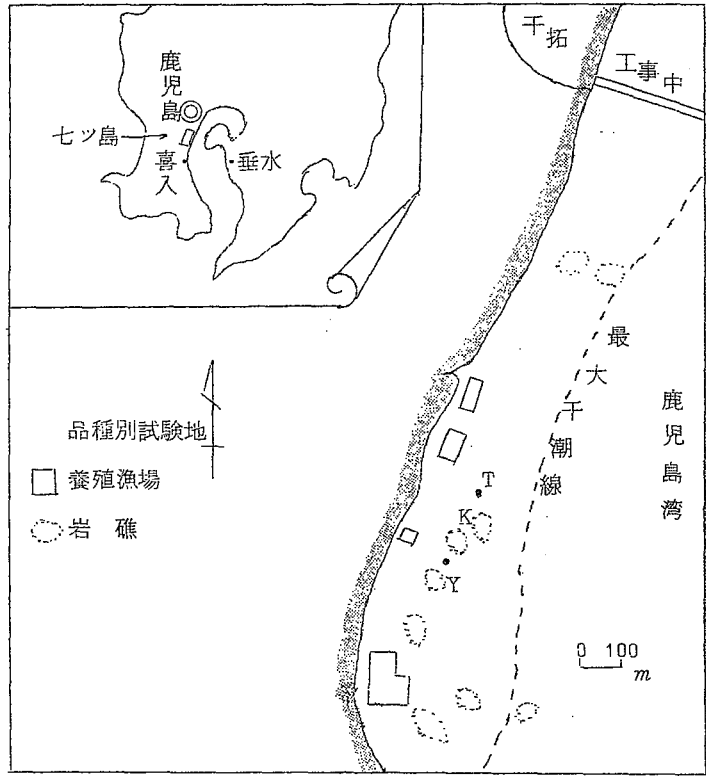 鹿児島
七ッ島
喜入
垂水
干拓
工事中
最大干潮線
鹿児島湾
品種別試験地
養殖漁場
岩礁
T
K
Y
0 100
m